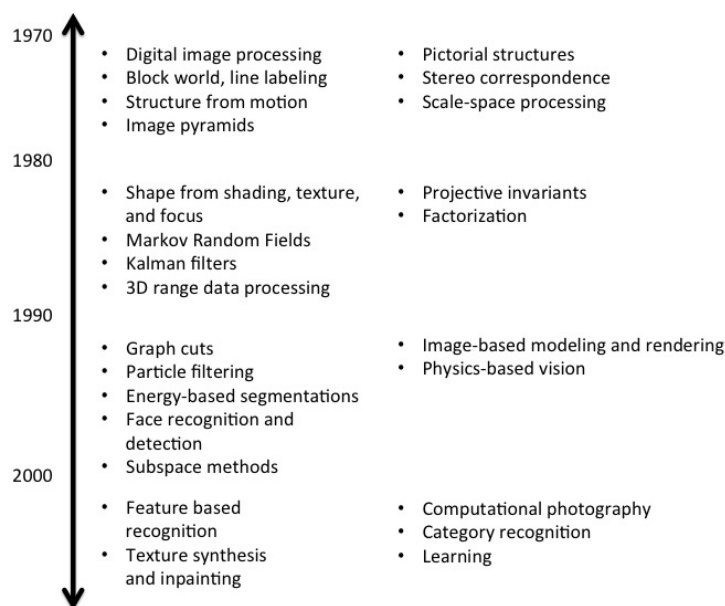 1970
• Digital image processing
• Block world, line labeling
• Structure from motion
• Image pyramids
• Pictorial structures
• Stereo correspondence
• Scale-space processing
1980
• Shape from shading, texture,
and focus
• Markov Random Fields
• Kalman filters
• 3D range data processing
• Projective invariants
• Factorization
1990
• Graph cuts
• Particle filtering
• Energy-based segmentations
• Face recognition and
detection
• Subspace methods
• Image-based modeling and rendering
• Physics-based vision
2000
• Feature based
recognition
• Texture synthesis
and inpainting
• Computational photography
• Category recognition
• Learning